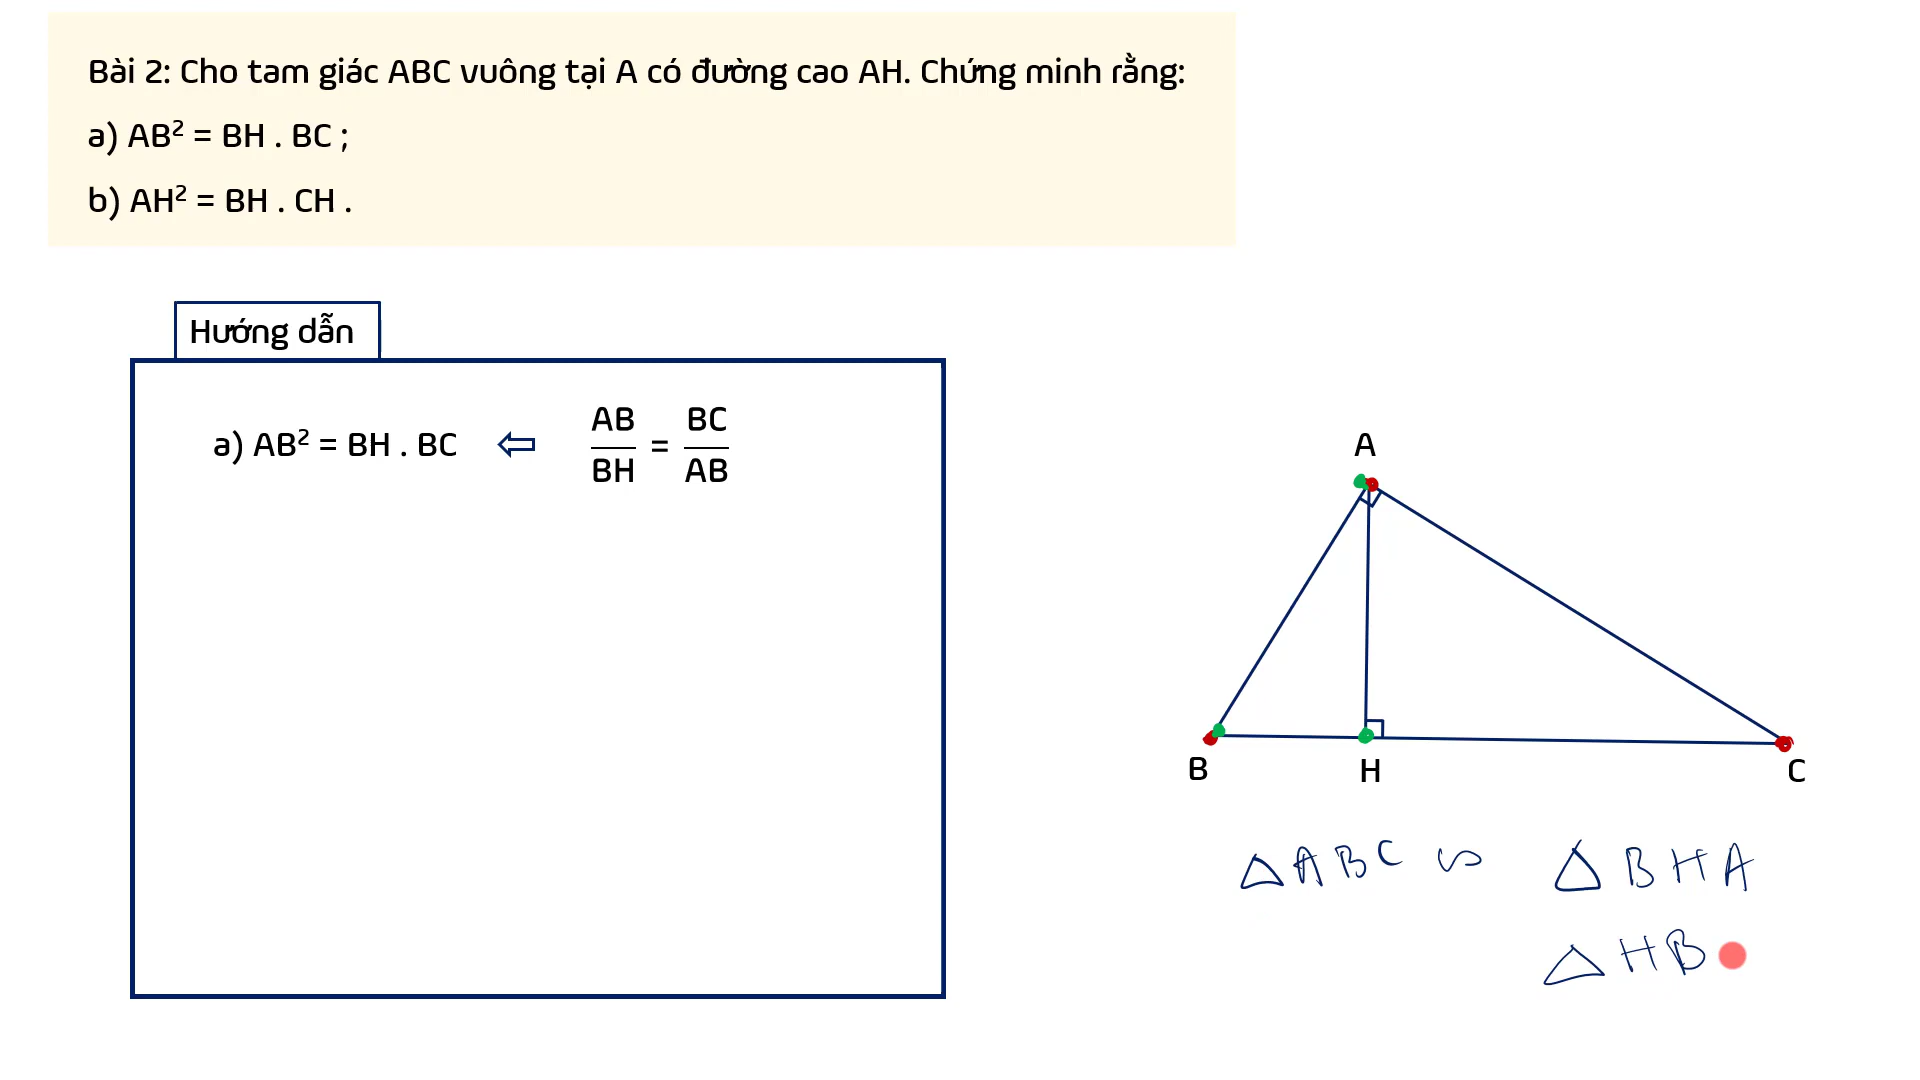 Bài 2: Cho tam giác ABC vuông tại A có đường cao AH. Chứng minh rằng:
a) AB² = BH . BC ;
b) AH² = BH . CH .
Hướng dẫn
a) AB² = BH . BC ⇦ AB/BH = BC/AB
A
B
H
C
△ABC ∽ △BHA
△HB